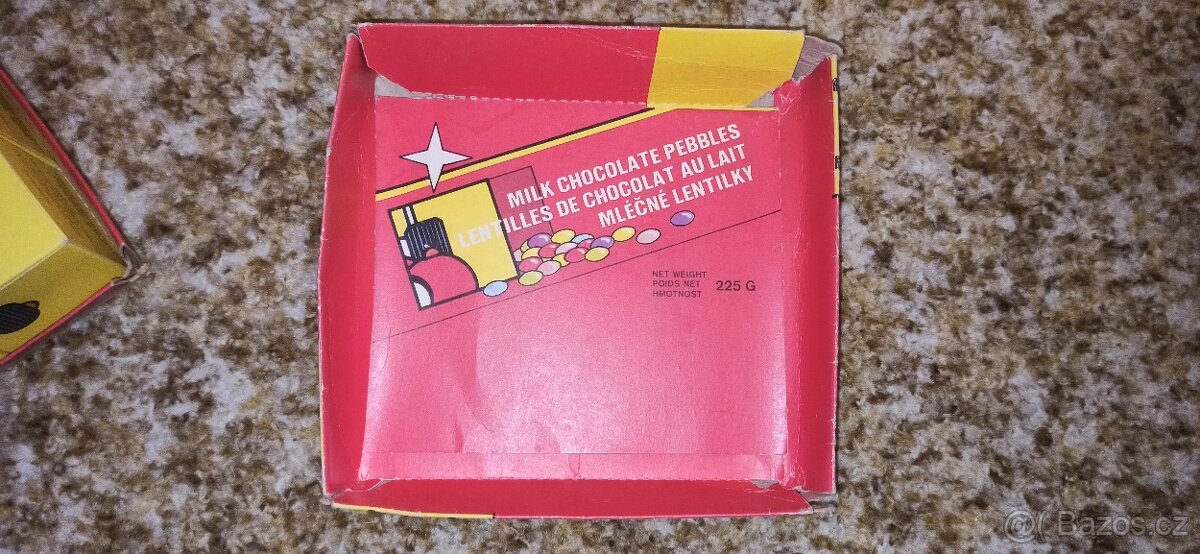 MILK CHOCOLATE PEBBLES
LENTILLES DE CHOCOLAT AU LAIT
MLÉČNÉ LENTILKY
NET WEIGHT
POIDS NET
HMOTNOST 225 G
@( Bazos.cz